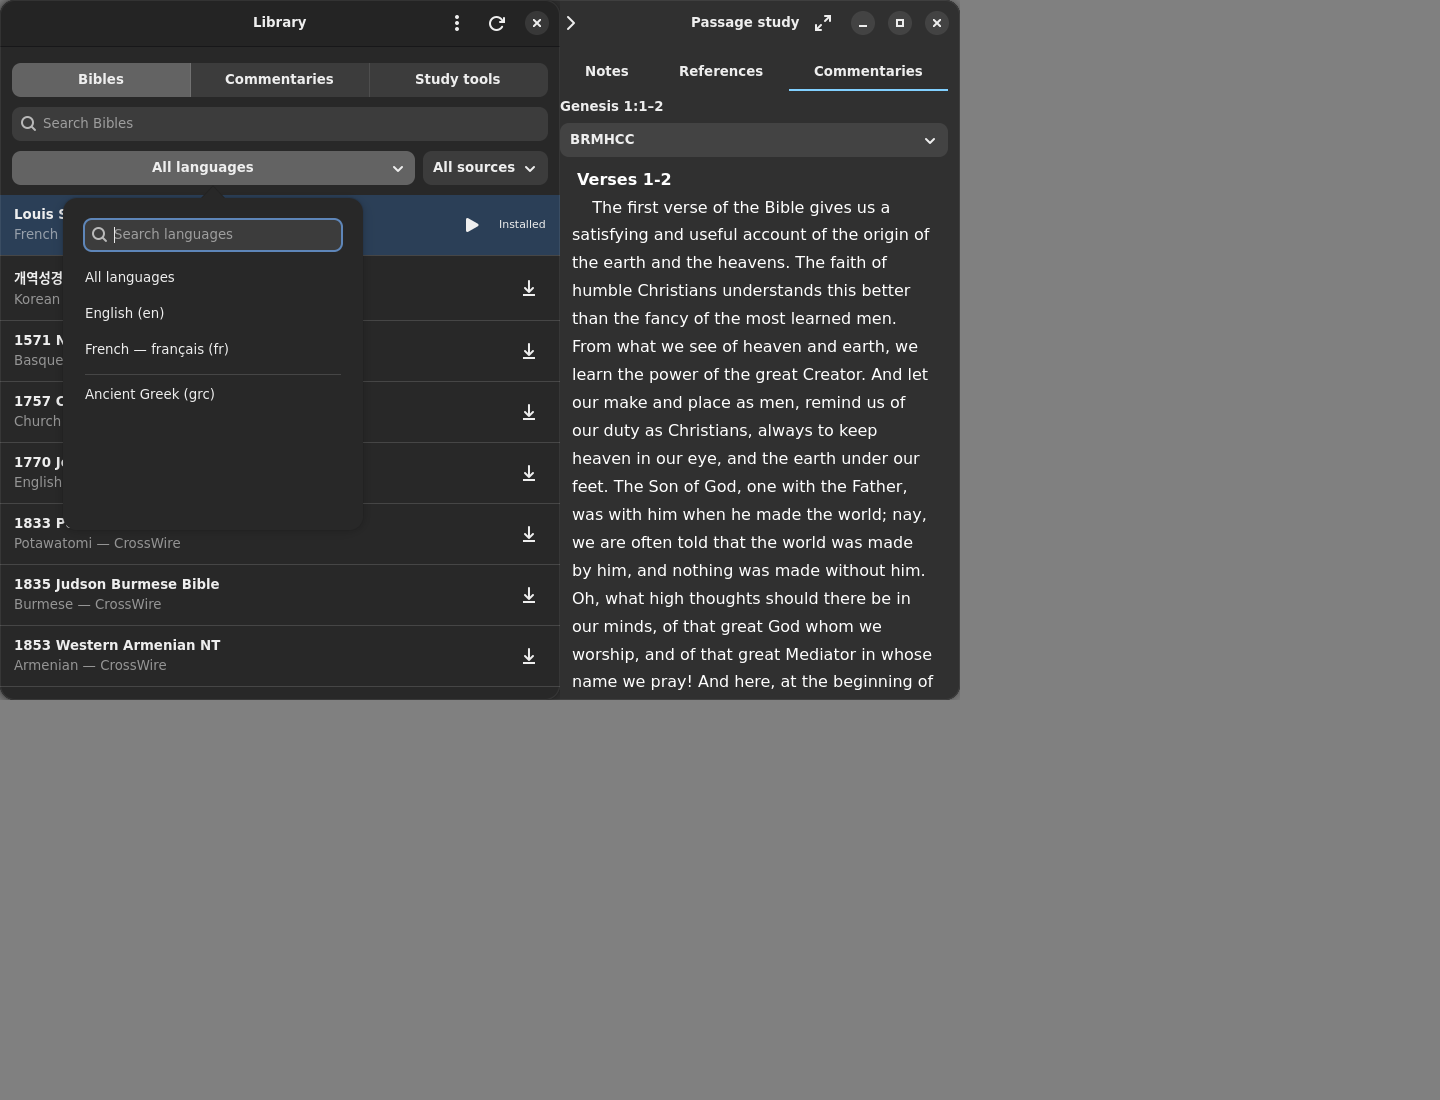 Library
Bibles
Commentaries
Study tools
Search Bibles
All languages
All sources
Louis
French
Installed
Search languages
All languages
English (en)
French — français (fr)
Ancient Greek (grc)
개역성경
Korean
1571
Basque
1757
Church
1770
English
1833
Potawatomi — CrossWire
1835 Judson Burmese Bible
Burmese — CrossWire
1853 Western Armenian NT
Armenian — CrossWire
Passage study
Notes
References
Commentaries
Genesis 1:1–2
BRMHCC
Verses 1-2
The first verse of the Bible gives us a
satisfying and useful account of the origin of
the earth and the heavens. The faith of
humble Christians understands this better
than the fancy of the most learned men.
From what we see of heaven and earth, we
learn the power of the great Creator. And let
our make and place as men, remind us of
our duty as Christians, always to keep
heaven in our eye, and the earth under our
feet. The Son of God, one with the Father,
was with him when he made the world; nay,
we are often told that the world was made
by him, and nothing was made without him.
Oh, what high thoughts should there be in
our minds, of that great God whom we
worship, and of that great Mediator in whose
name we pray! And here, at the beginning of